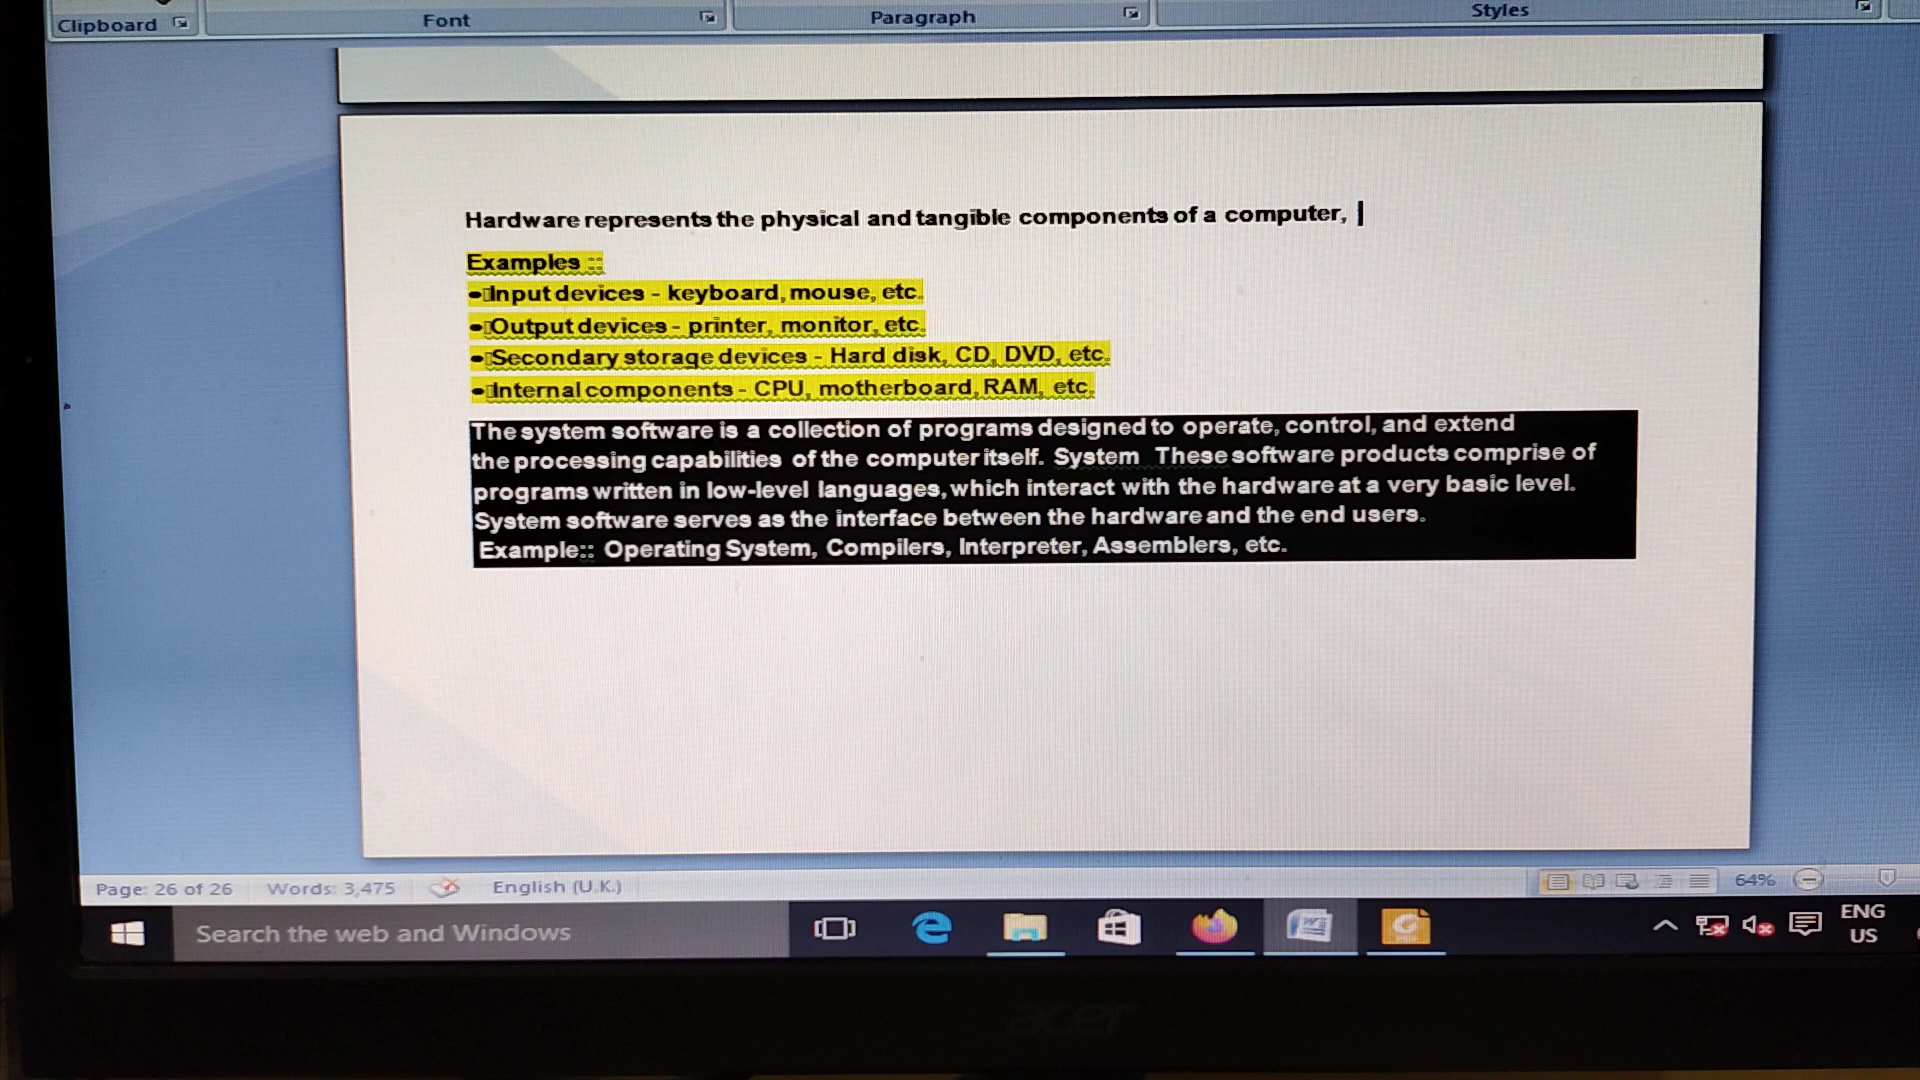 Clipboard Font Paragraph Styles
Hardware represents the physical and tangible components of a computer,
Examples ::
•Input devices - keyboard, mouse, etc.
•Output devices - printer, monitor, etc.
•Secondary storage devices - Hard disk, CD, DVD, etc.
•Internal components - CPU, motherboard, RAM, etc.
The system software is a collection of programs designed to operate, control, and extend
the processing capabilities of the computer itself. System These software products comprise of
programs written in low-level languages, which interact with the hardware at a very basic level.
System software serves as the interface between the hardware and the end users.
Example:: Operating System, Compilers, Interpreter, Assemblers, etc.
Page: 26 of 26 Words: 3,475 English (U.K.) 64%
Search the web and Windows
ENG
US
acer